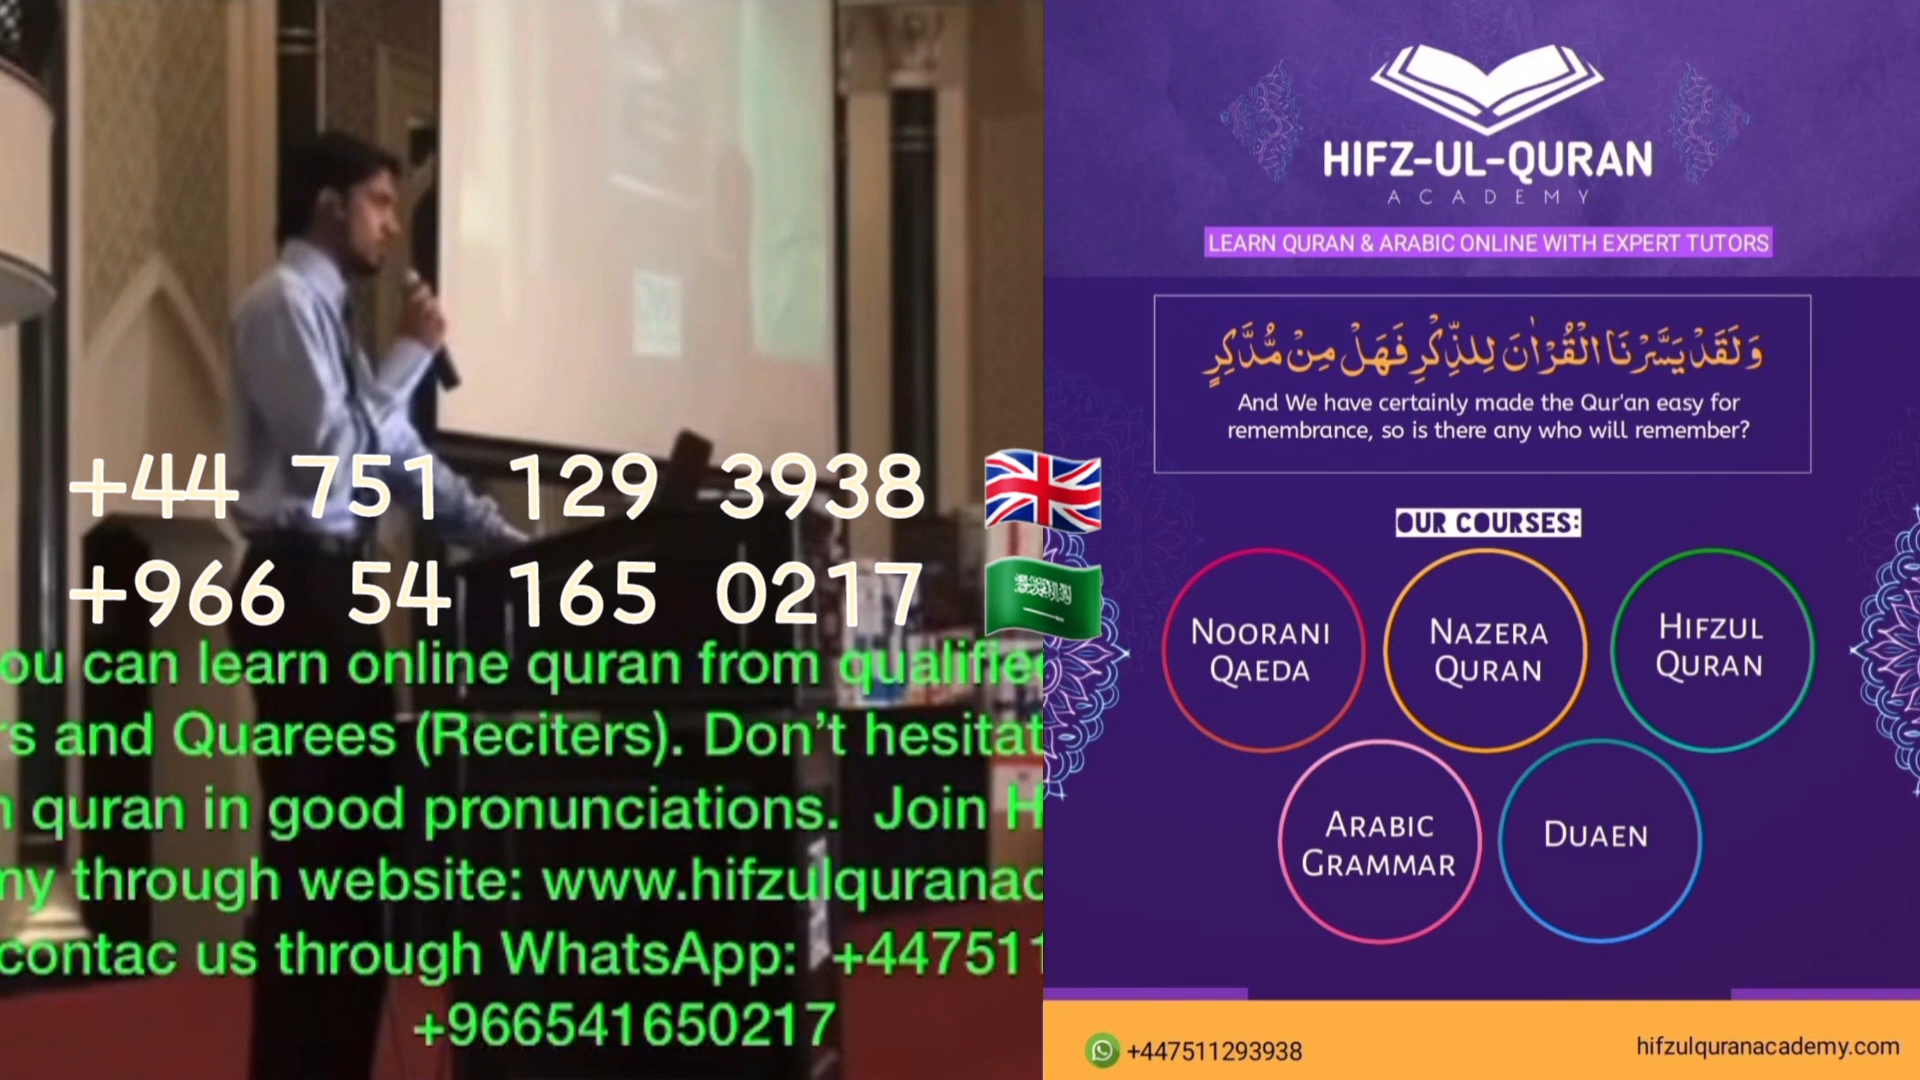 +44 751 129 3938
+966 54 165 0217
ou can learn online quran from qualifie
rs and Quarees (Reciters). Don’t hesitat
quran in good pronunciations. Join H
my through website: www.hifzulquranac
contac us through WhatsApp: +447511
+966541650217
HIFZ-UL-QURAN
ACADEMY
LEARN QURAN & ARABIC ONLINE WITH EXPERT TUTORS
وَلَقَدْ يَسَّرْنَا الْقُرْاٰنَ لِلذِّكْرِ فَهَلْ مِنْ مُّدَّكِرٍ
And We have certainly made the Qur'an easy for
remembrance, so is there any who will remember?
OUR COURSES:
NOORANI
QAEDA
NAZERA
QURAN
HIFZUL
QURAN
ARABIC
GRAMMAR
DUAEN
+447511293938
hifzulquranacademy.com